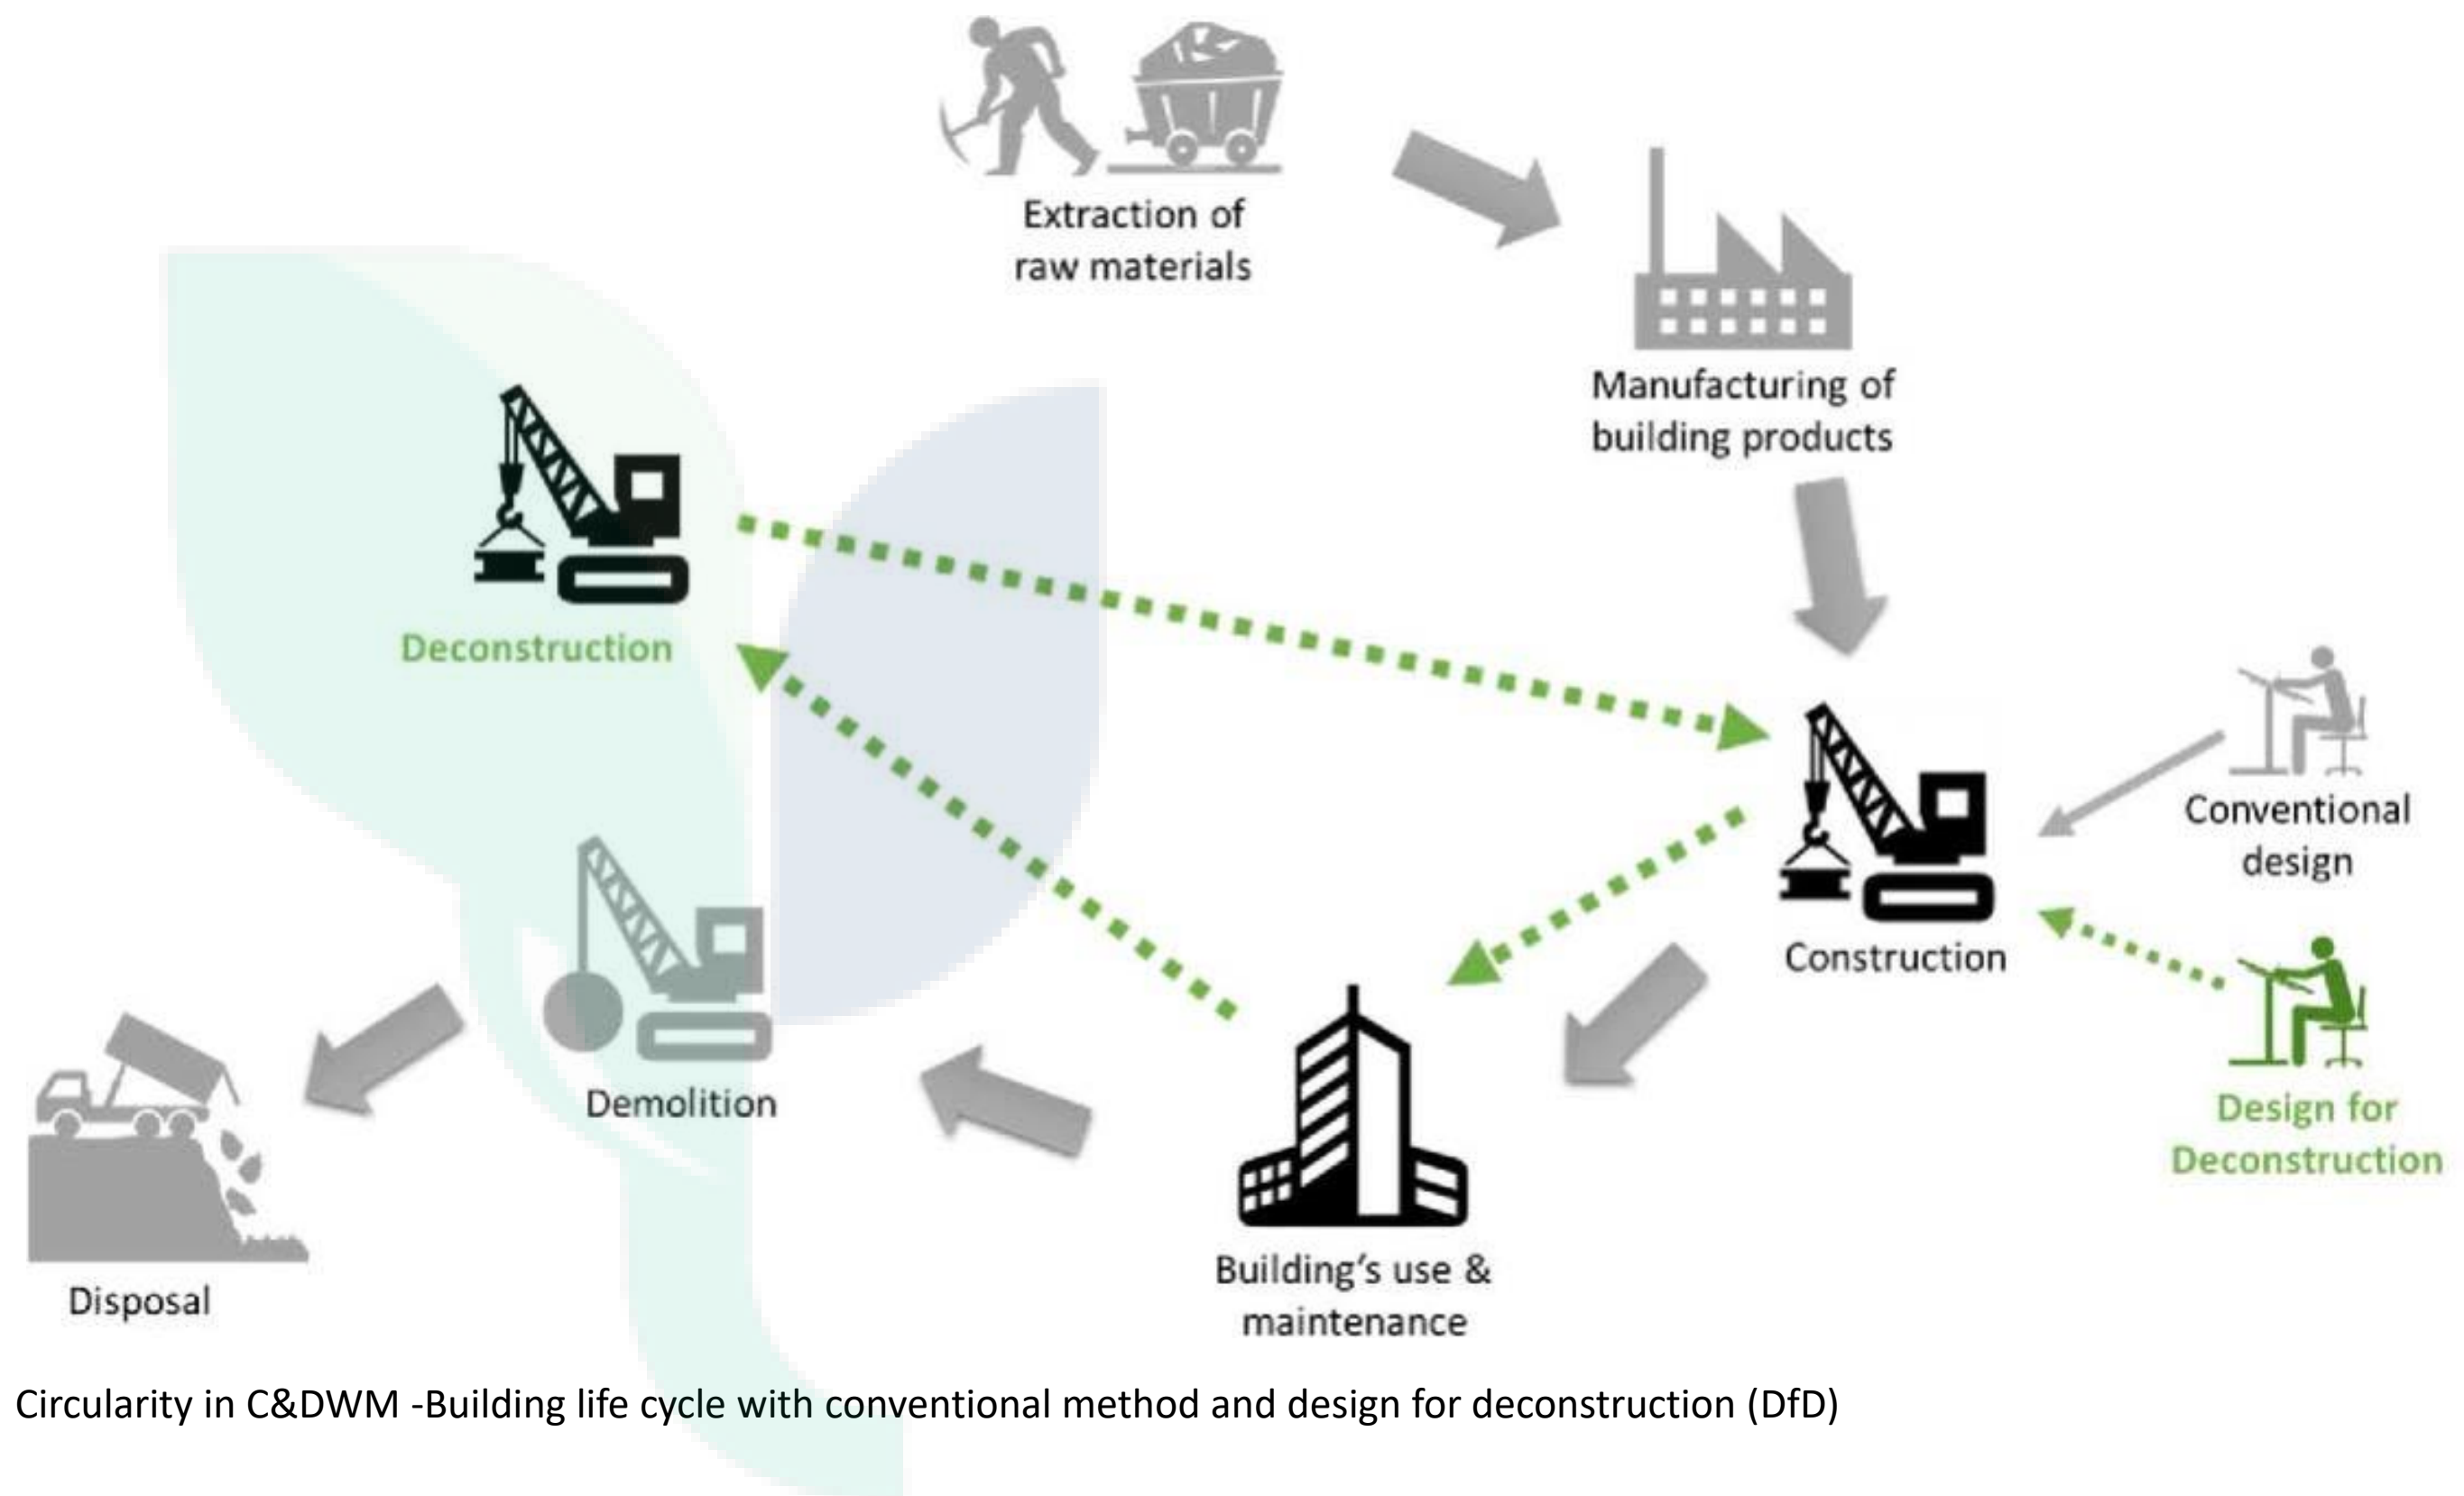 Extraction of
raw materials
Manufacturing of
building products
Deconstruction
Conventional
design
Construction
Demolition
Design for
Deconstruction
Disposal
Building’s use &
maintenance
Circularity in C&DWM -Building life cycle with conventional method and design for deconstruction (DfD)